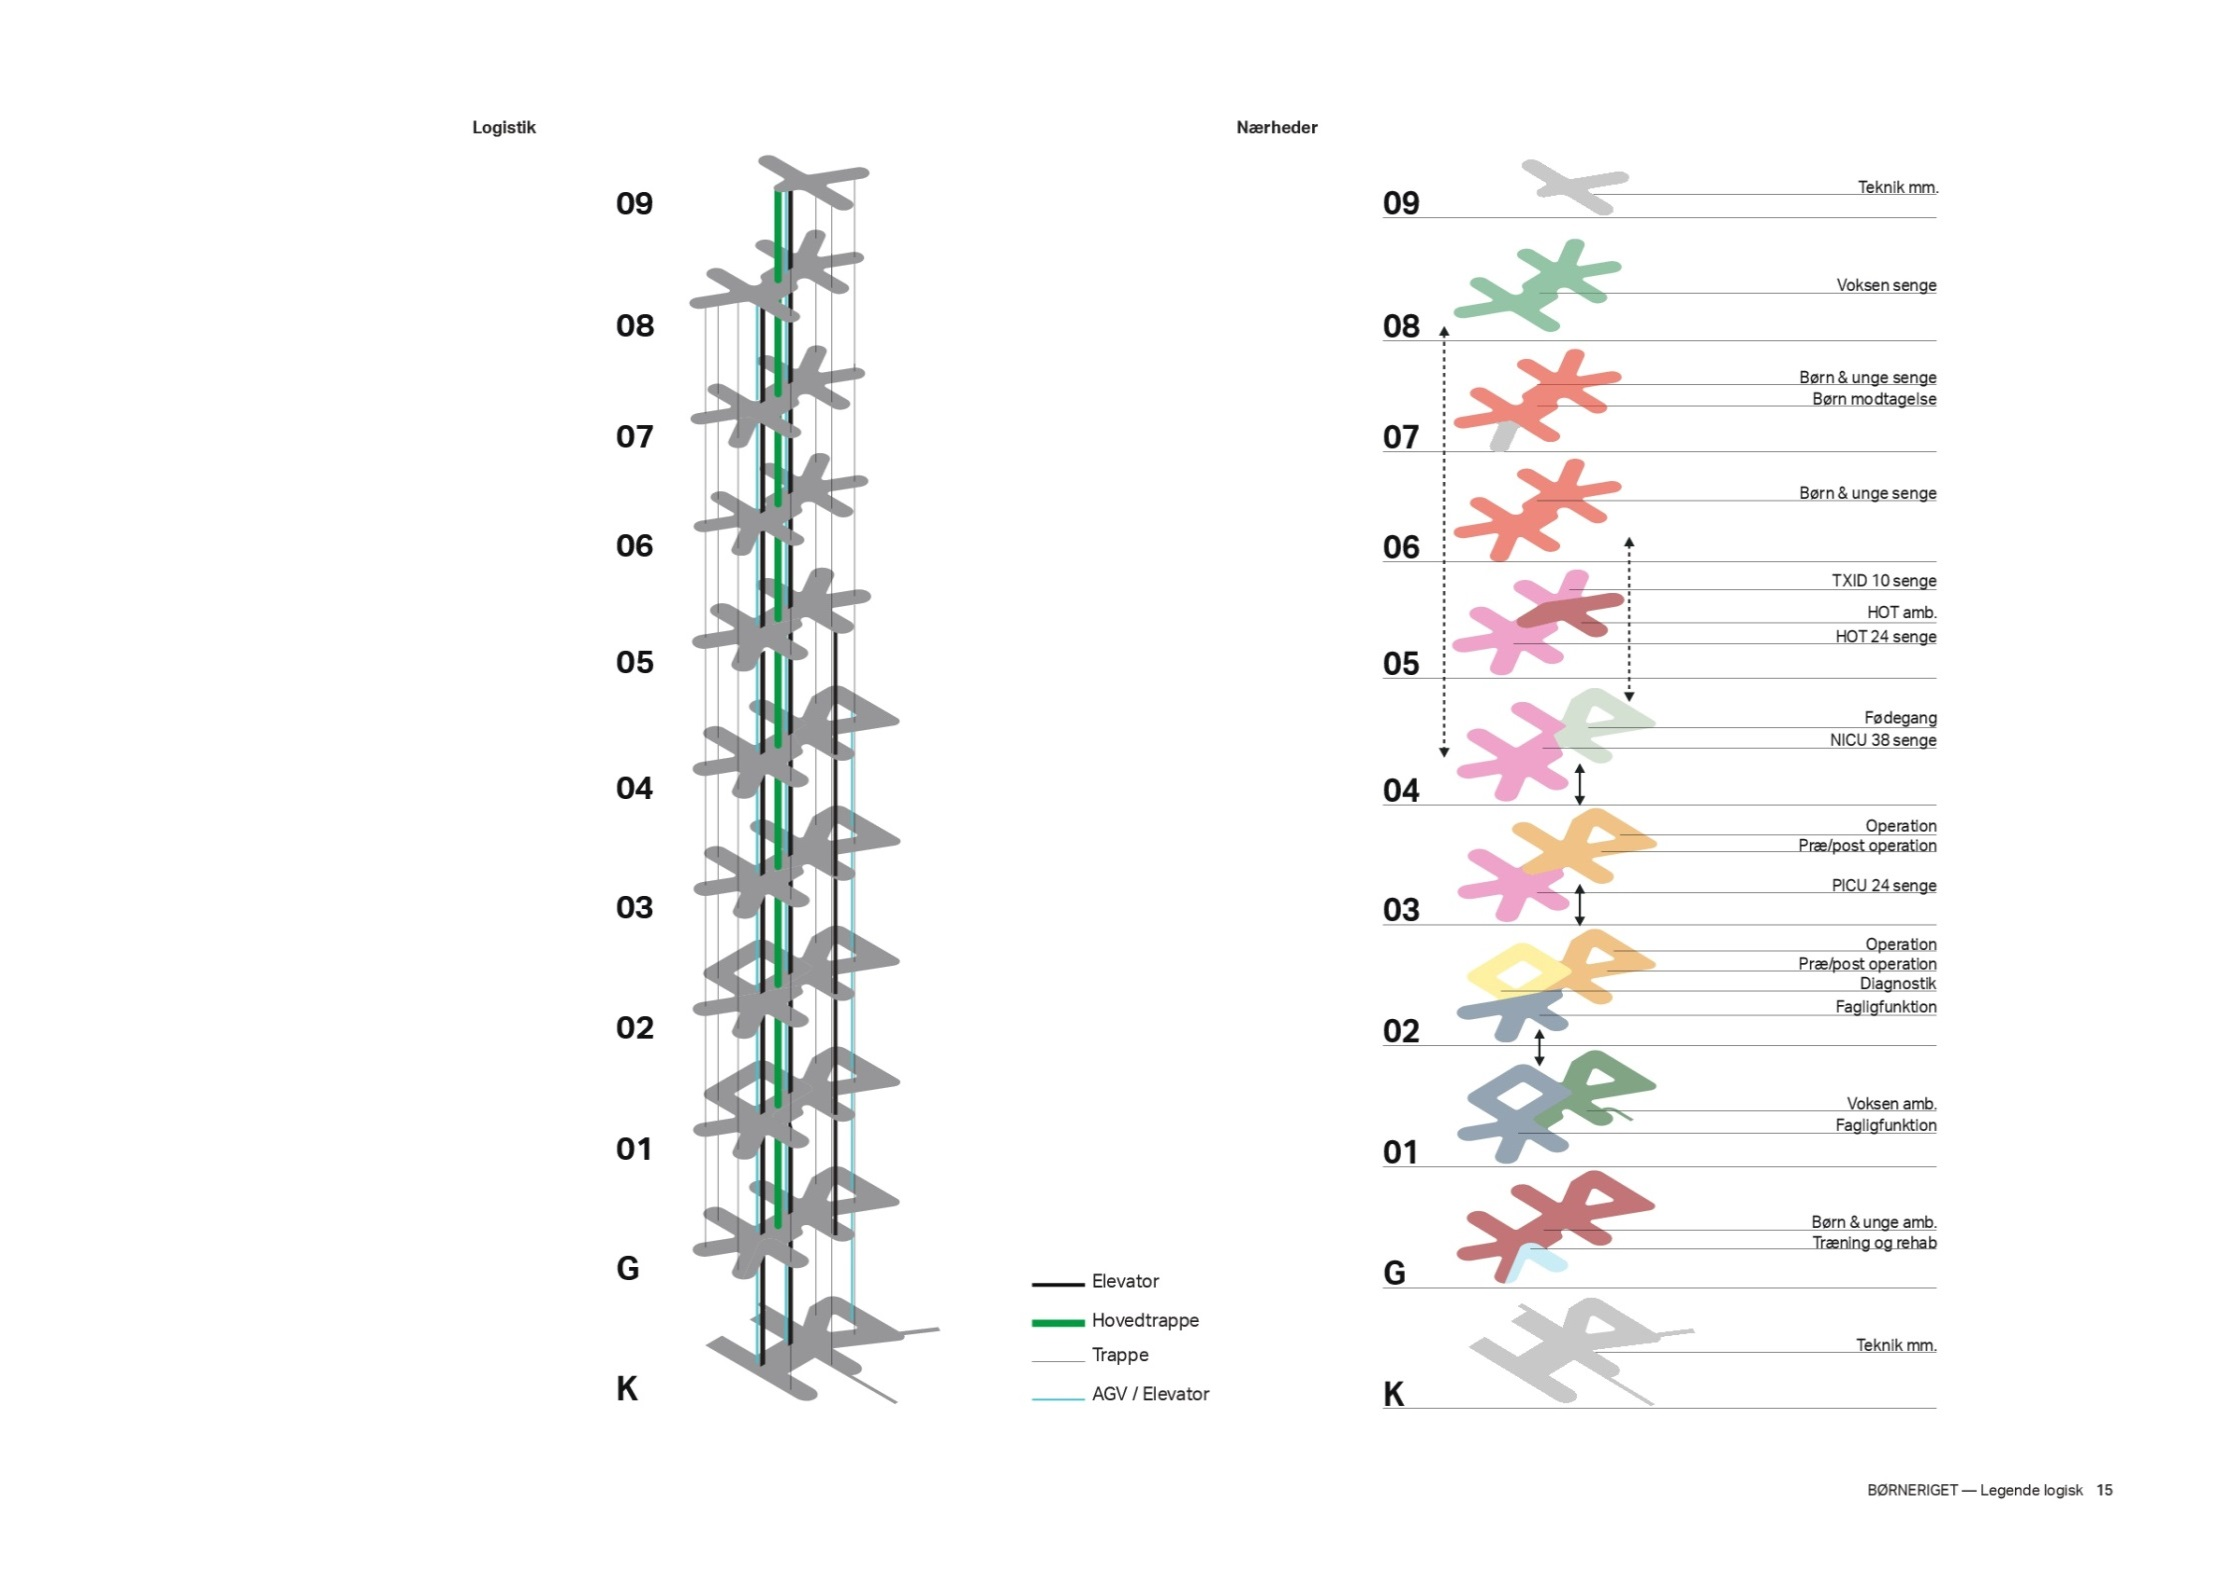 Logistik
09
08
07
06
05
04
03
02
01
G
K
Elevator
Hovedtrappe
Trappe
AGV / Elevator
Nærheder
09
Teknik mm.
08
Voksen senge
07
Børn & unge senge
Børn modtagelse
06
Børn & unge senge
05
TXID 10 senge
HOT amb.
HOT 24 senge
04
Fødegang
NICU 38 senge
03
Operation
Præ/post operation
PICU 24 senge
02
Operation
Præ/post operation
Diagnostik
Fagligfunktion
01
Voksen amb.
Fagligfunktion
G
Børn & unge amb.
Træning og rehab
K
Teknik mm.
BØRNERIGET — Legende logisk 15